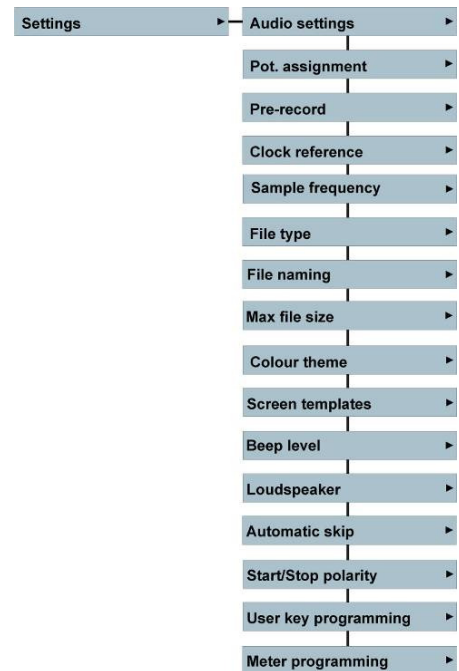 Settings
Audio settings
Pot. assignment
Pre-record
Clock reference
Sample frequency
File type
File naming
Max file size
Colour theme
Screen templates
Beep level
Loudspeaker
Automatic skip
Start/Stop polarity
User key programming
Meter programming